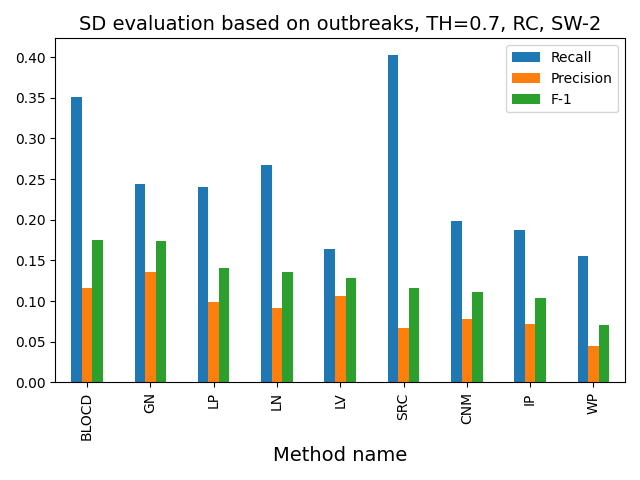 SD evaluation based on outbreaks, TH=0.7, RC, SW-2
Recall
Precision
F-1
0.40
0.35
0.30
0.25
0.20
0.15
0.10
0.05
0.00
BLOCD
GN
LP
LN
LV
SRC
CNM
IP
WP
Method name